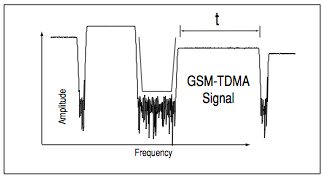 t
GSM-TDMA
Signal
Amplitude
Frequency